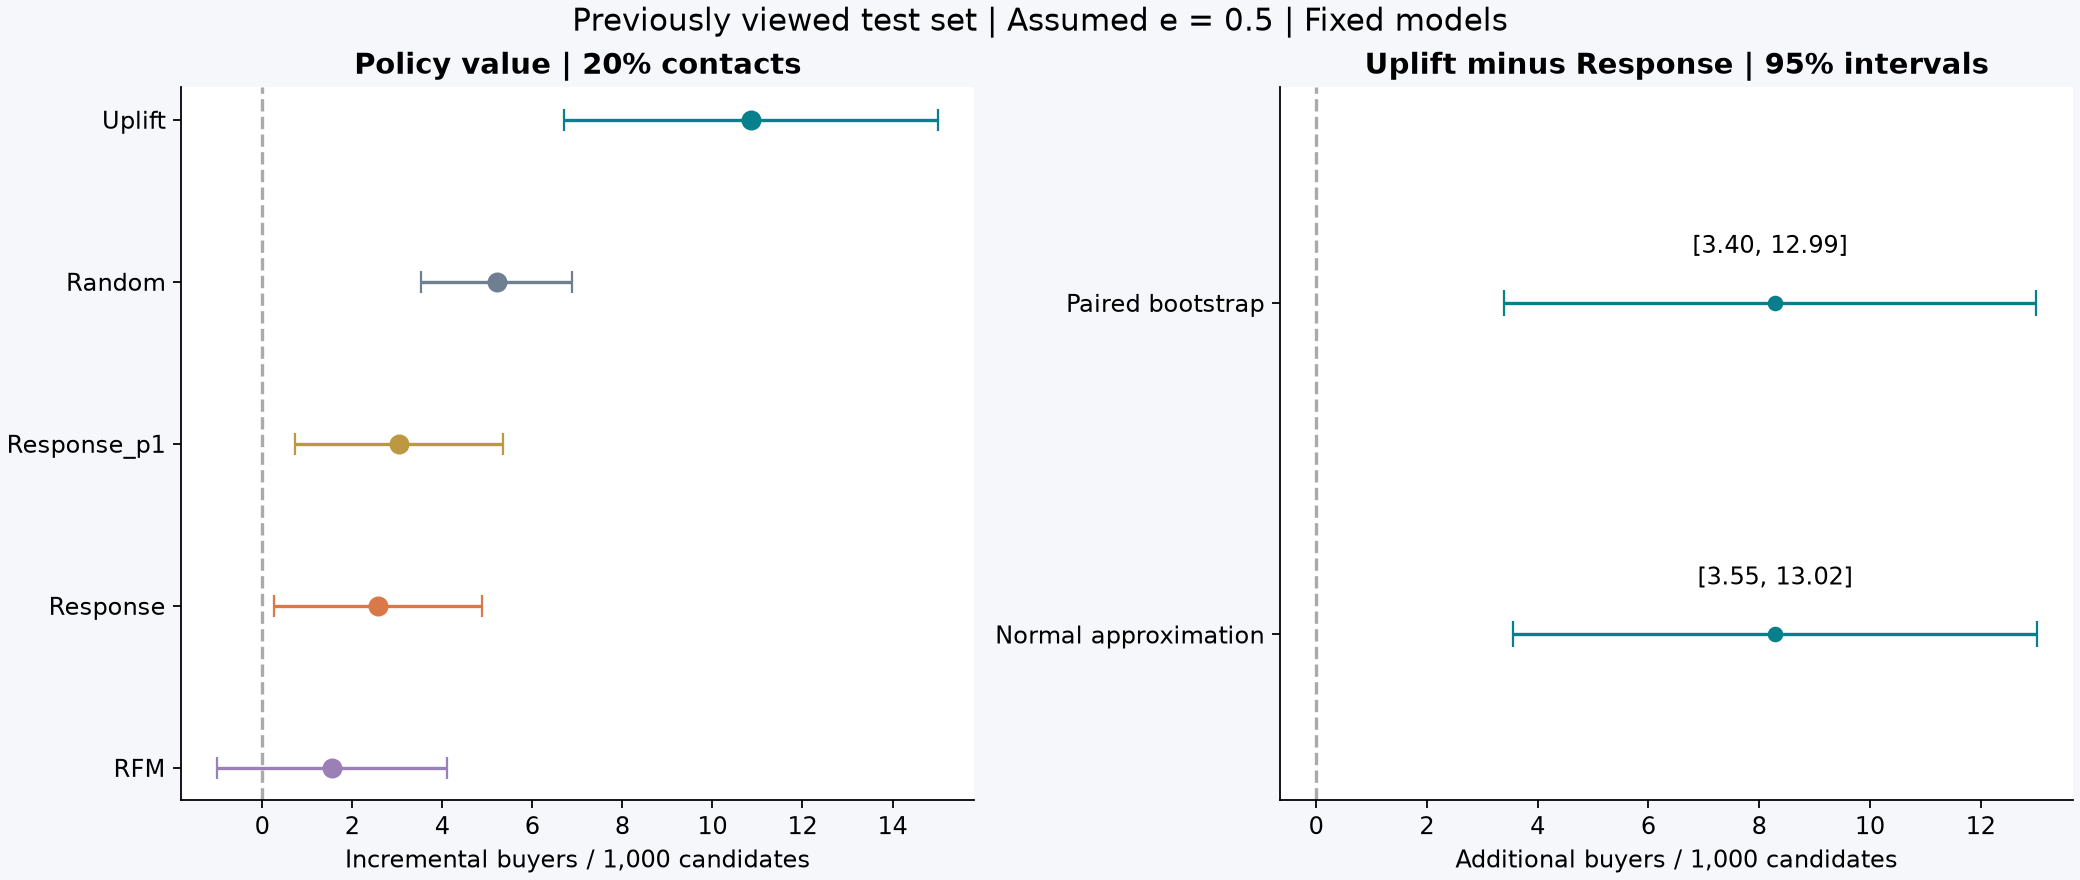 Previously viewed test set | Assumed e = 0.5 | Fixed models
Policy value | 20% contacts
Uplift
Random
Response_p1
Response
RFM
0 2 4 6 8 10 12 14
Incremental buyers / 1,000 candidates
Uplift minus Response | 95% intervals
[3.40, 12.99]
Paired bootstrap
[3.55, 13.02]
Normal approximation
0 2 4 6 8 10 12
Additional buyers / 1,000 candidates